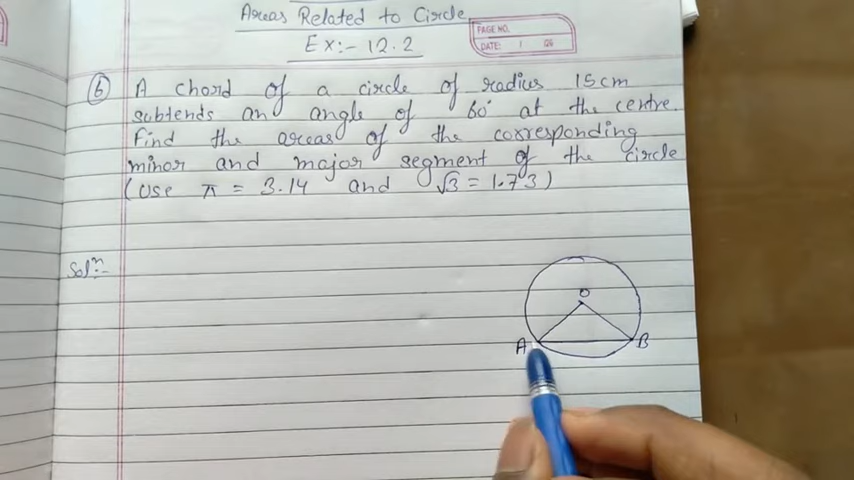 Areas Related to Circle
Ex:- 12.2
PAGE NO.
DATE: / 
6 A chord of a circle of radius 15cm
subtends an angle of 60° at the centre.
Find the areas of the corresponding
minor and major segment of the circle
(Use π = 3.14 and √3 = 1.73)
Solⁿ:-
O
A B